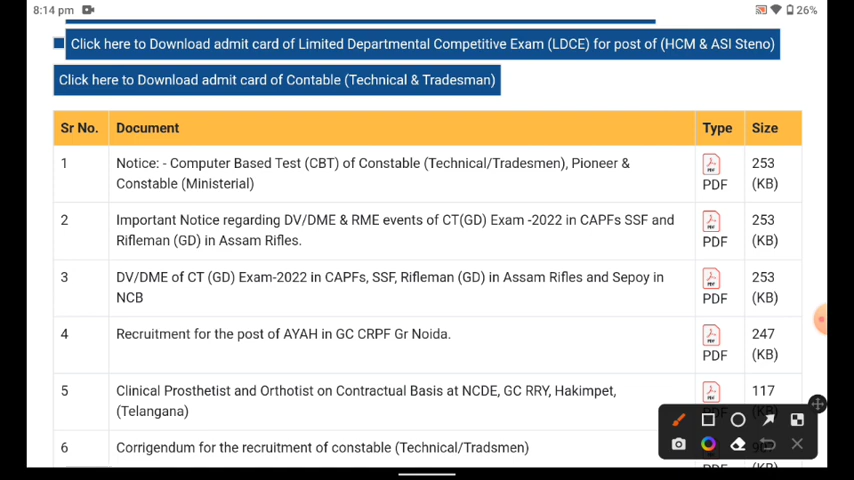 8:14 pm 26%
Click here to Download admit card of Limited Departmental Competitive Exam (LDCE) for post of (HCM & ASI Steno)
Click here to Download admit card of Contable (Technical & Tradesman)
Sr No. Document Type Size
1 Notice: - Computer Based Test (CBT) of Constable (Technical/Tradesmen), Pioneer & PDF 253
Constable (Ministerial) PDF (KB)
2 Important Notice regarding DV/DME & RME events of CT(GD) Exam -2022 in CAPFs SSF and PDF 253
Rifleman (GD) in Assam Rifles. PDF (KB)
3 DV/DME of CT (GD) Exam-2022 in CAPFs, SSF, Rifleman (GD) in Assam Rifles and Sepoy in PDF 253
NCB PDF (KB)
4 Recruitment for the post of AYAH in GC CRPF Gr Noida. PDF 247
PDF (KB)
5 Clinical Prosthetist and Orthotist on Contractual Basis at NCDE, GC RRY, Hakimpet, PDF 117
(Telangana) PDF (KB)
6 Corrigendum for the recruitment of constable (Technical/Tradsmen)